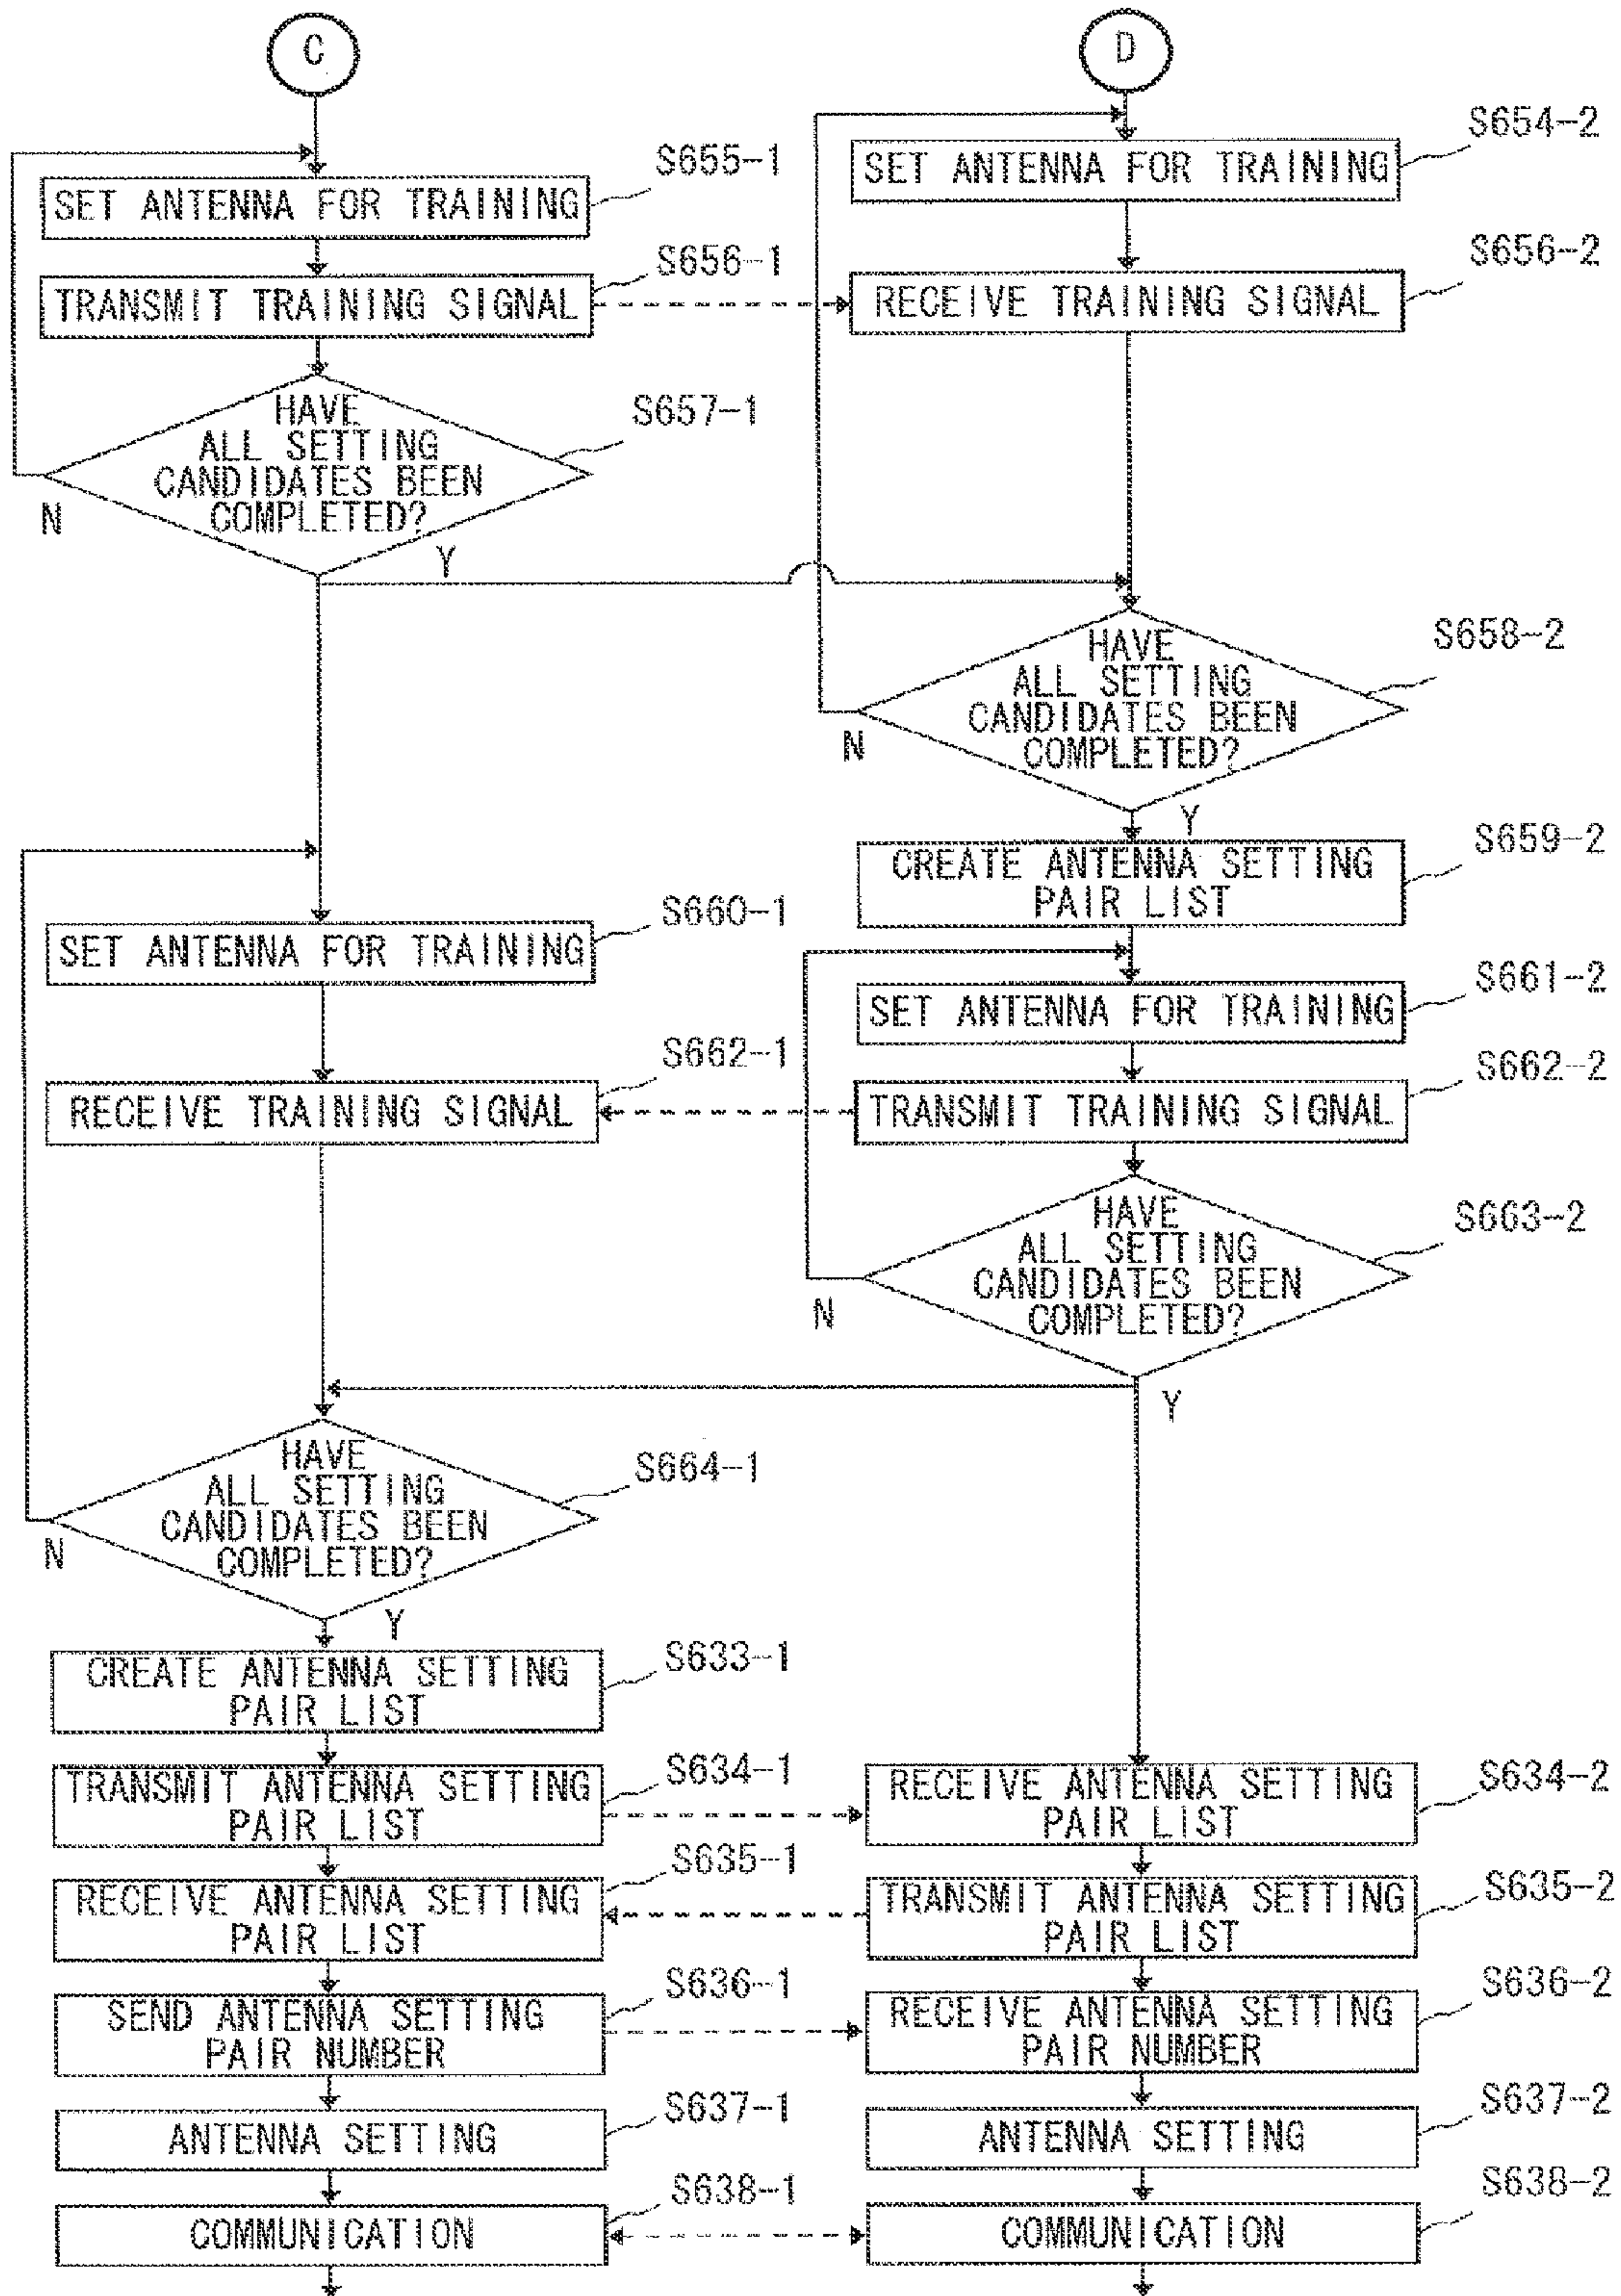 C
D
S654-2
SET ANTENNA FOR TRAINING
S655-1
SET ANTENNA FOR TRAINING
S656-1
TRANSMIT TRAINING SIGNAL
S656-2
RECEIVE TRAINING SIGNAL
S657-1
HAVE
ALL SETTING
CANDIDATES BEEN
COMPLETED?
N
Y
S658-2
HAVE
ALL SETTING
CANDIDATES BEEN
COMPLETED?
N
Y
S659-2
CREATE ANTENNA SETTING
PAIR LIST
S660-1
SET ANTENNA FOR TRAINING
S661-2
SET ANTENNA FOR TRAINING
S662-1
RECEIVE TRAINING SIGNAL
S662-2
TRANSMIT TRAINING SIGNAL
S663-2
HAVE
ALL SETTING
CANDIDATES BEEN
COMPLETED?
N
Y
S664-1
HAVE
ALL SETTING
CANDIDATES BEEN
COMPLETED?
N
Y
S633-1
CREATE ANTENNA SETTING
PAIR LIST
S634-1
TRANSMIT ANTENNA SETTING
PAIR LIST
S634-2
RECEIVE ANTENNA SETTING
PAIR LIST
S635-1
RECEIVE ANTENNA SETTING
PAIR LIST
S635-2
TRANSMIT ANTENNA SETTING
PAIR LIST
S636-1
SEND ANTENNA SETTING
PAIR NUMBER
S636-2
RECEIVE ANTENNA SETTING
PAIR NUMBER
S637-1
ANTENNA SETTING
S637-2
ANTENNA SETTING
S638-1
COMMUNICATION
S638-2
COMMUNICATION